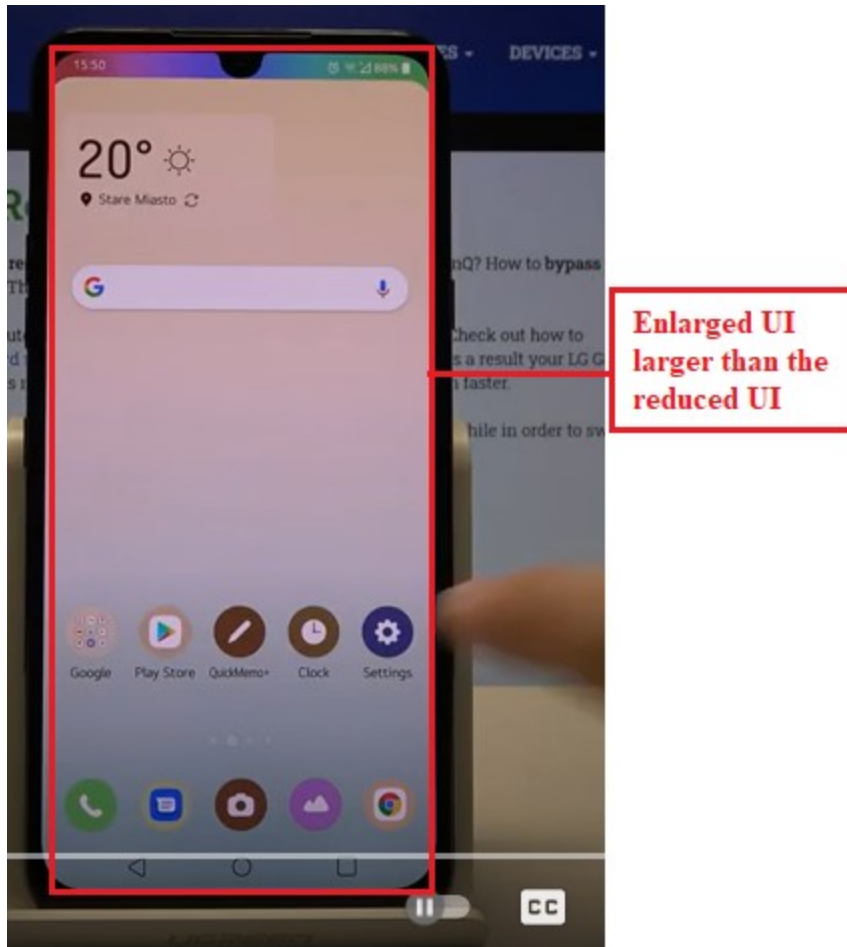 ES
DEVICES
15:50
88%
20°
Stare Miasto
nQ? How to bypass
Th
Check out how to
s a result your LG G
faster.
hile in order to sw
G
Google
Play Store
QuickMemo+
Clock
Settings
CC
Enlarged UI
larger than the
reduced UI